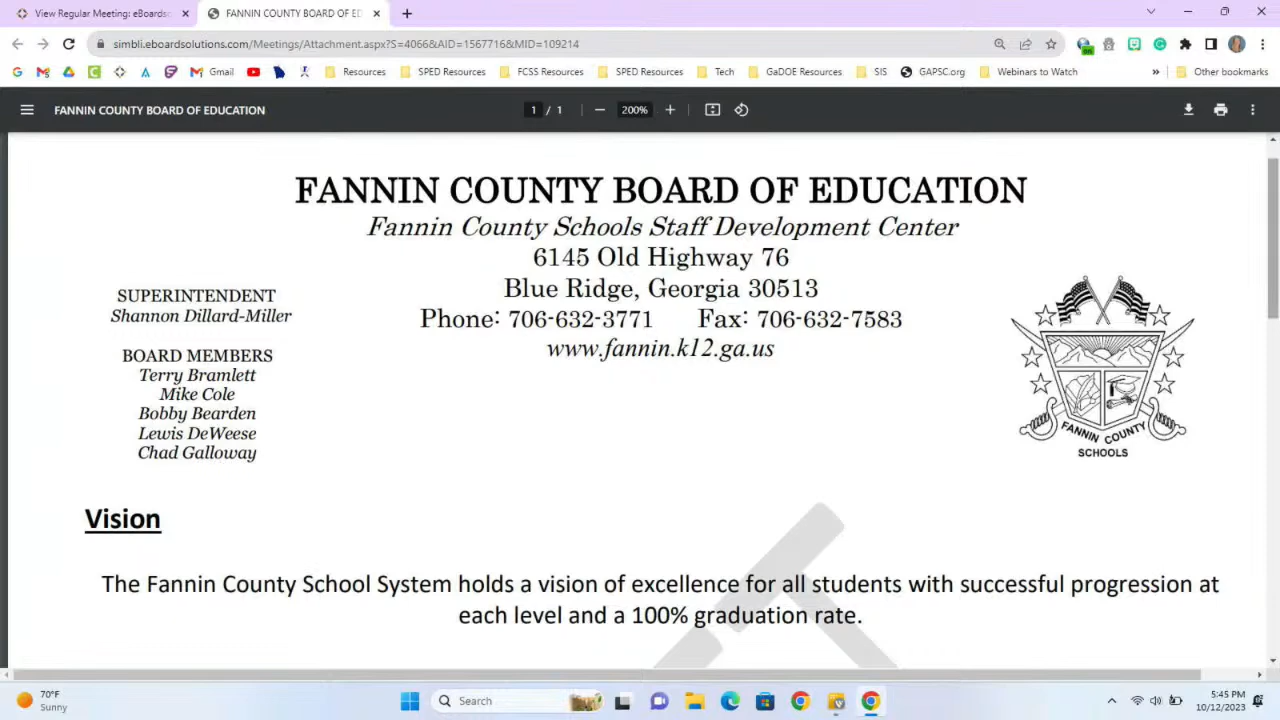 View Regular Meeting: eBoardso
FANNIN COUNTY BOARD OF ED
simbli.eboardsolutions.com/Meetings/Attachment.aspx?S=4066&AID=1567716&MID=109214
Gmail
Resources
SPED Resources
FCSS Resources
SPED Resources
Tech
GaDOE Resources
SIS
GAPSC.org
Webinars to Watch
»
Other bookmarks
FANNIN COUNTY BOARD OF EDUCATION
1 / 1
200%
FANNIN COUNTY BOARD OF EDUCATION
Fannin County Schools Staff Development Center
6145 Old Highway 76
Blue Ridge, Georgia 30513
Phone: 706-632-3771 Fax: 706-632-7583
www.fannin.k12.ga.us
SUPERINTENDENT
Shannon Dillard-Miller
BOARD MEMBERS
Terry Bramlett
Mike Cole
Bobby Bearden
Lewis DeWeese
Chad Galloway
FANNIN COUNTY
SCHOOLS
Vision
The Fannin County School System holds a vision of excellence for all students with successful progression at
each level and a 100% graduation rate.
70°F
Sunny
Search
5:45 PM
10/12/2023